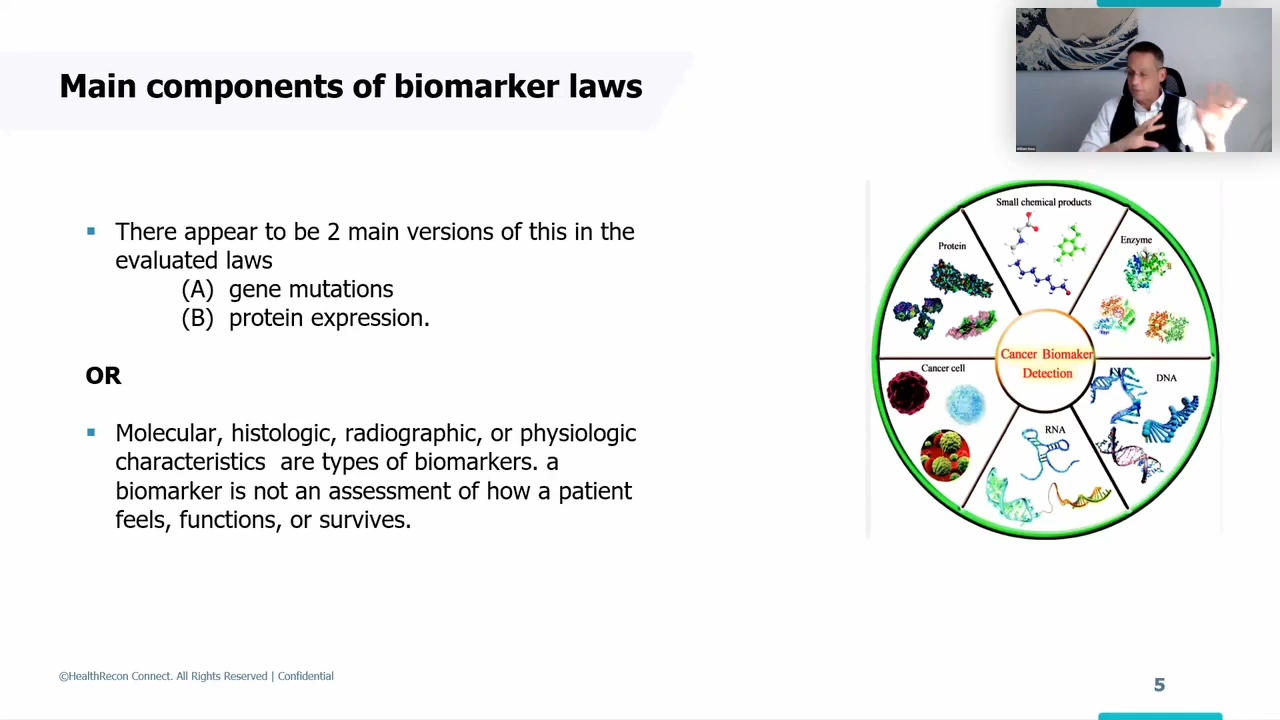 Main components of biomarker laws
▪ There appear to be 2 main versions of this in the
evaluated laws
(A) gene mutations
(B) protein expression.
OR
▪ Molecular, histologic, radiographic, or physiologic
characteristics are types of biomarkers. a
biomarker is not an assessment of how a patient
feels, functions, or survives.
Small chemical products
Protein
Enzyme
Cancer Biomaker
Detection
Cancer cell
DNA
RNA
©HealthRecon Connect. All Rights Reserved | Confidential
5